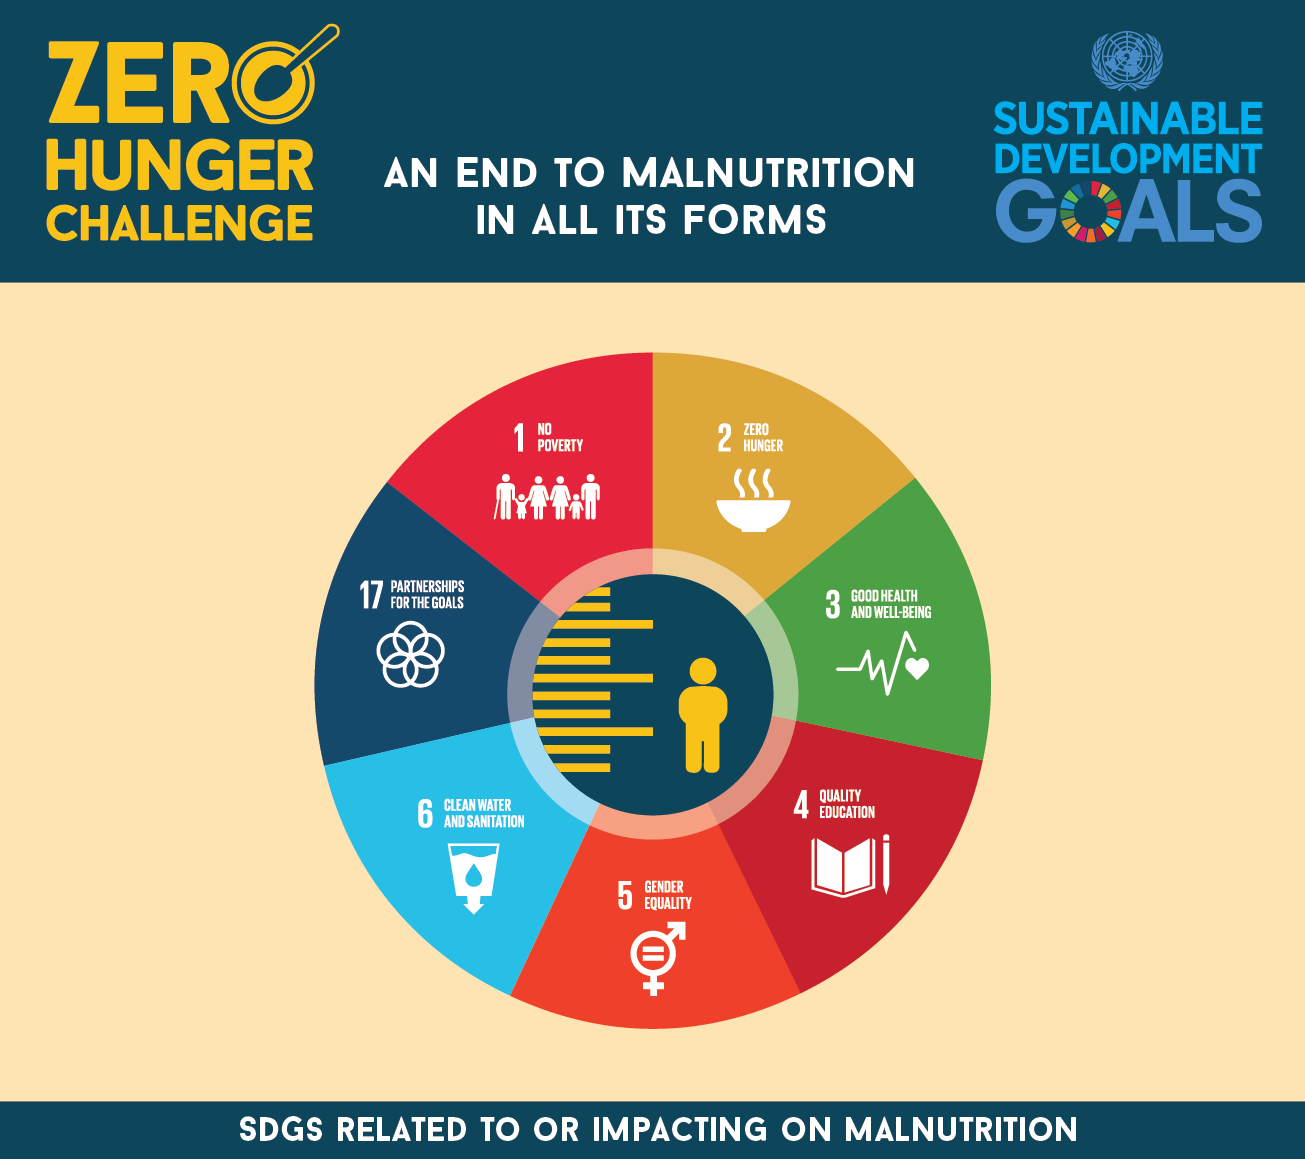 ZERO
HUNGER
CHALLENGE
AN END TO MALNUTRITION
IN ALL ITS FORMS
SUSTAINABLE
DEVELOPMENT
GOALS
1 NO
POVERTY
2 ZERO
HUNGER
3 GOOD HEALTH
AND WELL-BEING
4 QUALITY
EDUCATION
5 GENDER
EQUALITY
6 CLEAN WATER
AND SANITATION
17 PARTNERSHIPS
FOR THE GOALS
SDGS RELATED TO OR IMPACTING ON MALNUTRITION